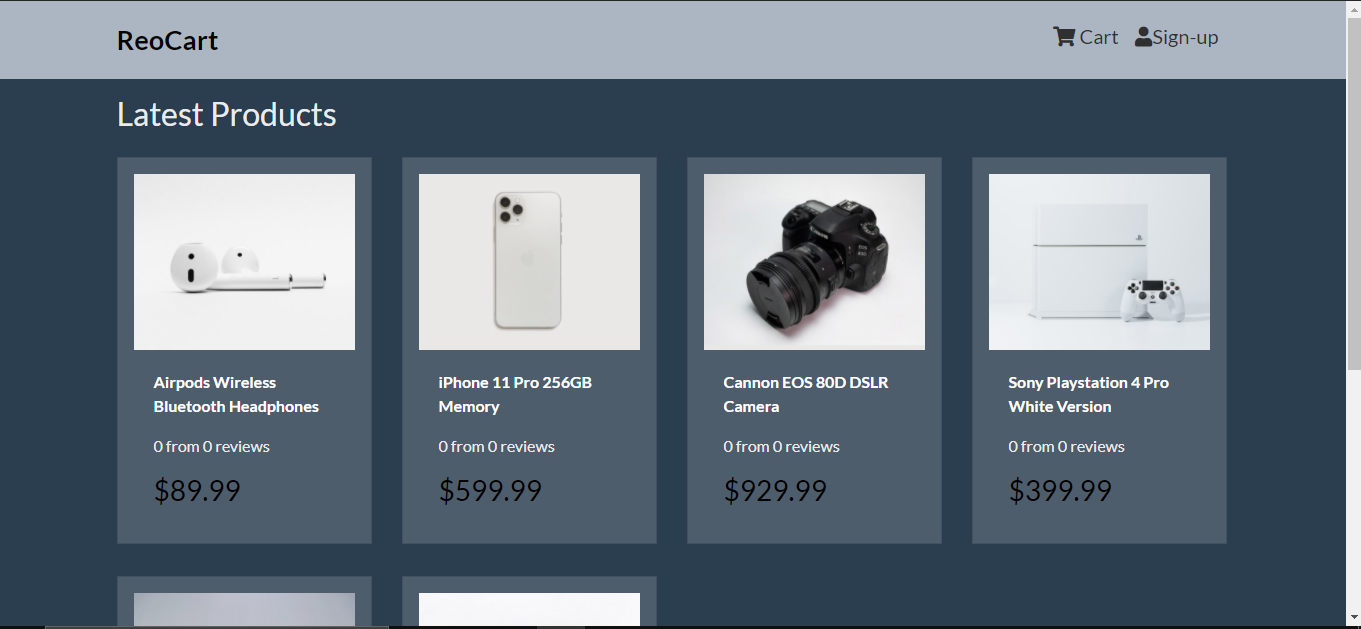 ReoCart
Cart
Sign-up
Latest Products
Airpods Wireless
Bluetooth Headphones
0 from 0 reviews
$89.99
iPhone 11 Pro 256GB
Memory
0 from 0 reviews
$599.99
Cannon EOS 80D DSLR
Camera
0 from 0 reviews
$929.99
Sony Playstation 4 Pro
White Version
0 from 0 reviews
$399.99